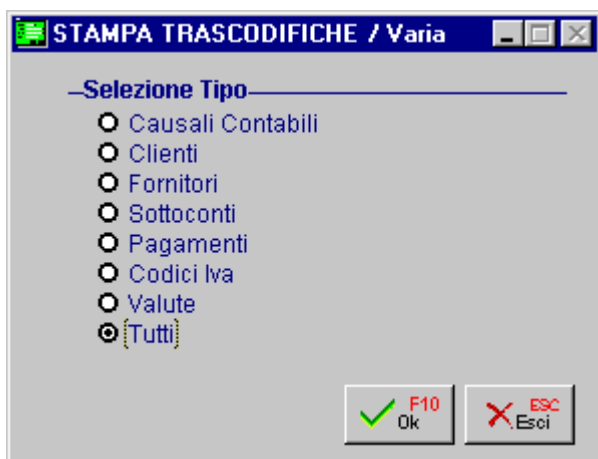 STAMPA TRASCODIFICHE / Varia
Selezione Tipo
Causali Contabili
Clienti
Fornitori
Sottoconti
Pagamenti
Codici Iva
Valute
Tutti
F10
Ok
ESC
Esci